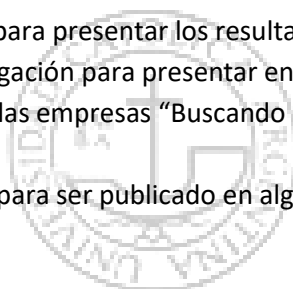 para presentar los resulta
gación para presentar en
las empresas “Buscando
para ser publicado en alg